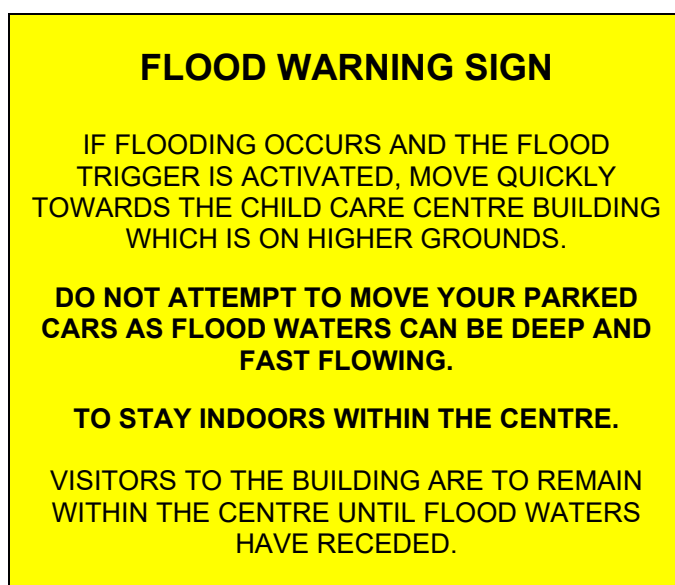 FLOOD WARNING SIGN
IF FLOODING OCCURS AND THE FLOOD
TRIGGER IS ACTIVATED, MOVE QUICKLY
TOWARDS THE CHILD CARE CENTRE BUILDING
WHICH IS ON HIGHER GROUNDS.
DO NOT ATTEMPT TO MOVE YOUR PARKED
CARS AS FLOOD WATERS CAN BE DEEP AND
FAST FLOWING.
TO STAY INDOORS WITHIN THE CENTRE.
VISITORS TO THE BUILDING ARE TO REMAIN
WITHIN THE CENTRE UNTIL FLOOD WATERS
HAVE RECEDED.